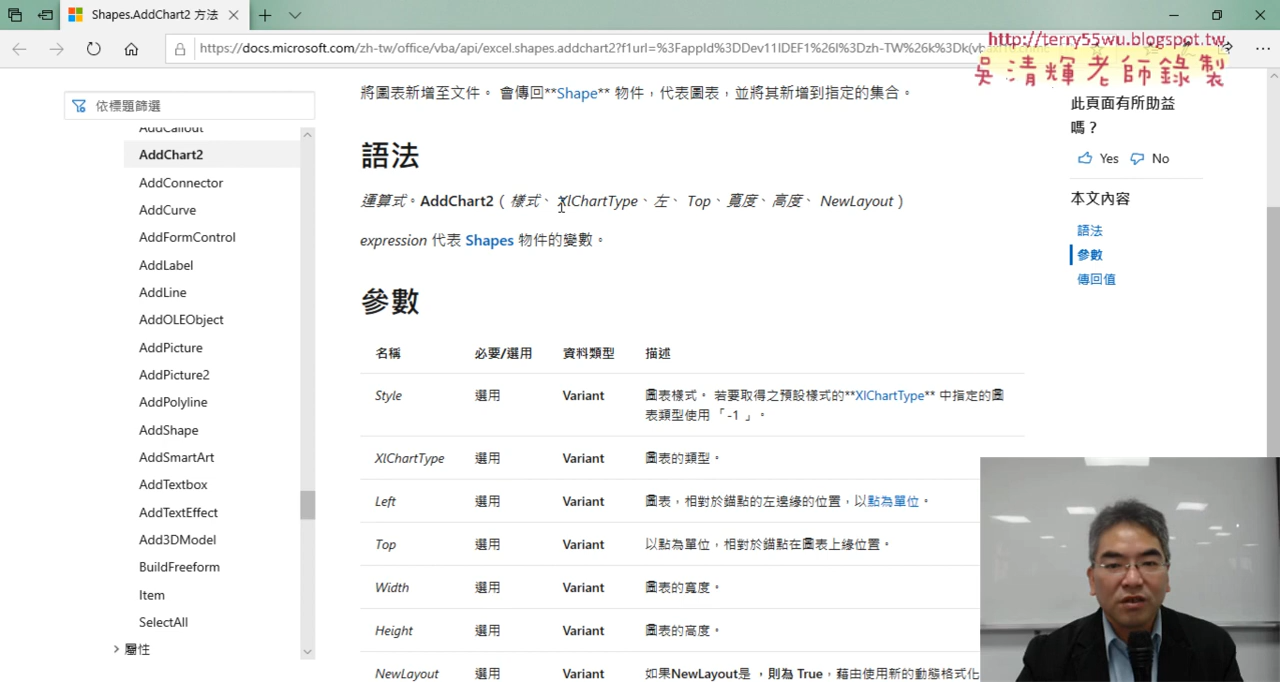 Shapes.AddChart2 方法
https://docs.microsoft.com/zh-tw/office/vba/api/excel.shapes.addchart2?f1url=%3FappId%3DDev11IDEF1%26l%3Dzh-TW%26k%3Dk(vb
http://terry55wu.blogspot.tw
吳清輝老師錄製
依標題篩選
AddCallout
AddChart2
AddConnector
AddCurve
AddFormControl
AddLabel
AddLine
AddOLEObject
AddPicture
AddPicture2
AddPolyline
AddShape
AddSmartArt
AddTextbox
AddTextEffect
Add3DModel
BuildFreeform
Item
SelectAll
屬性
將圖表新增至文件。 會傳回**Shape** 物件，代表圖表，並將其新增到指定的集合。
語法
運算式。AddChart2 ( 樣式、 XlChartType、左、 Top、寬度、高度、 NewLayout )
expression 代表 Shapes 物件的變數。
參數
名稱 必要/選用 資料類型 描述
Style 選用 Variant 圖表樣式。 若要取得之預設樣式的**XlChartType** 中指定的圖
表類型使用「-1 」。
XlChartType 選用 Variant 圖表的類型。
Left 選用 Variant 圖表，相對於錨點的左邊緣的位置，以點為單位。
Top 選用 Variant 以點為單位，相對於錨點在圖表上緣位置。
Width 選用 Variant 圖表的寬度。
Height 選用 Variant 圖表的高度。
NewLayout 選用 Variant 如果NewLayout是 ，則為 True，藉由使用新的動態格式化
此頁面有所助益
嗎？
Yes No
本文內容
語法
參數
傳回值